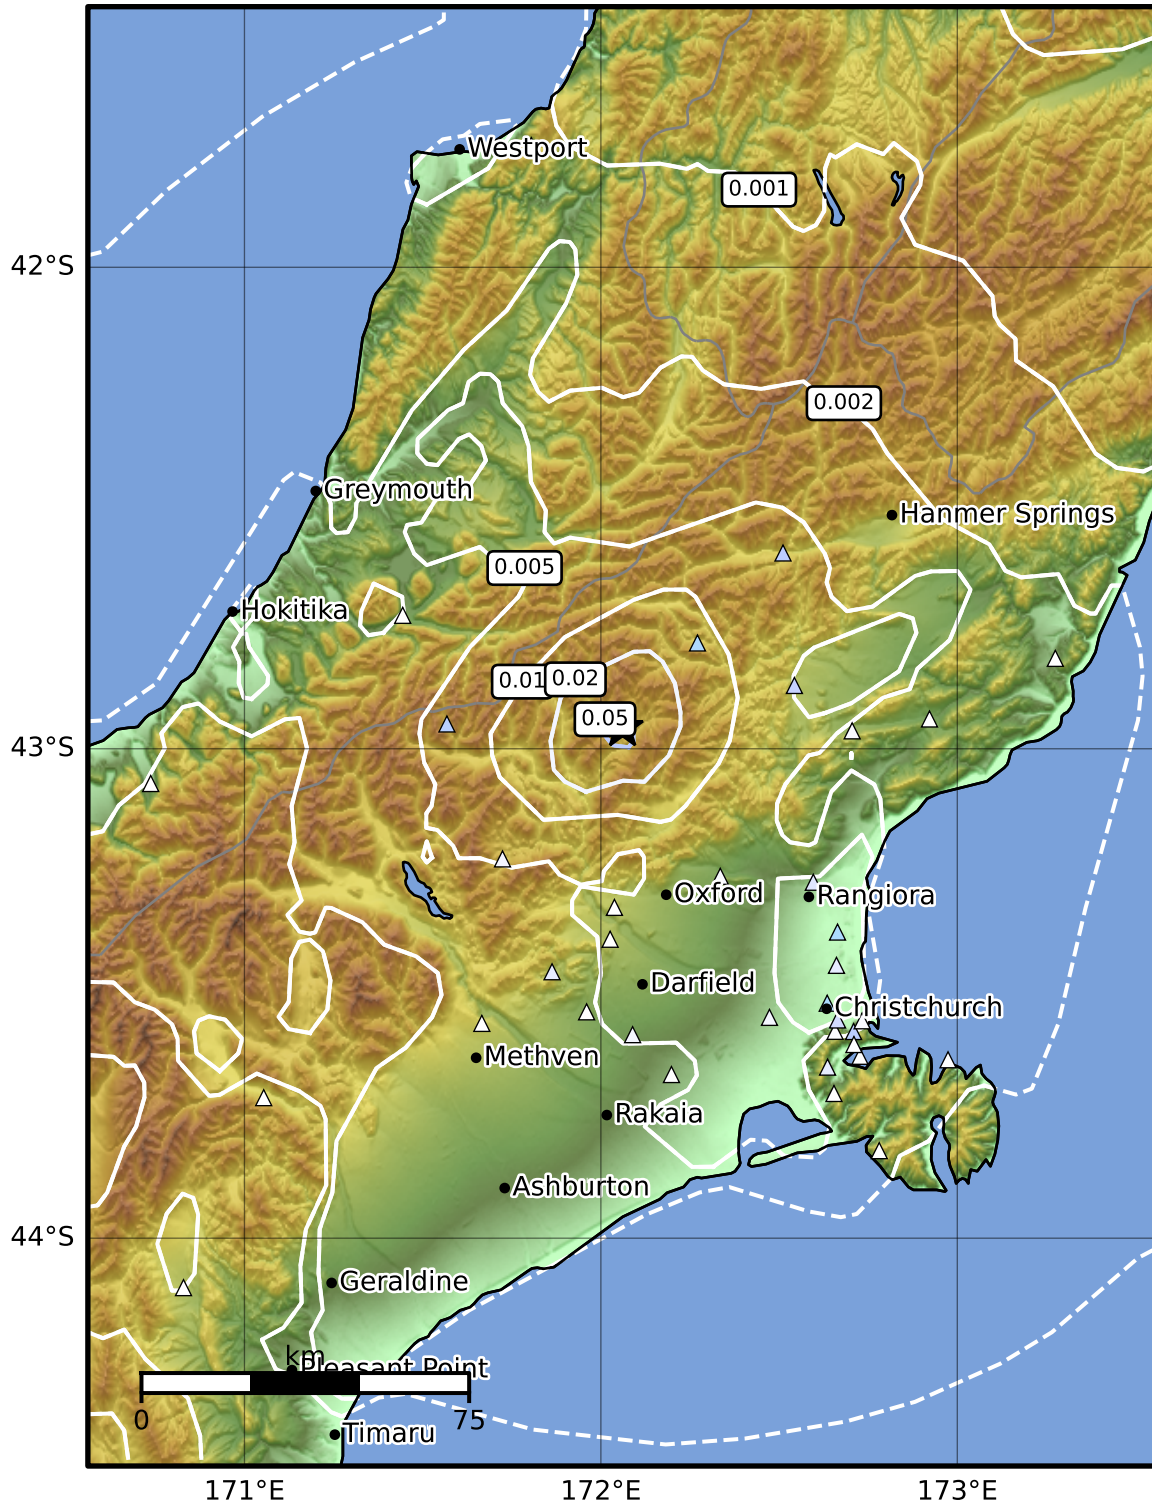 Westport
0.001
42°S
0.002
Greymouth
Hanmer Springs
0.005
Hokitika
0.01
0.02
0.05
43°S
Oxford
Rangiora
Darfield
Christchurch
Methven
Rakaia
Ashburton
44°S
Geraldine
km
Pleasant Point
0
75
Timaru
171°E
172°E
173°E